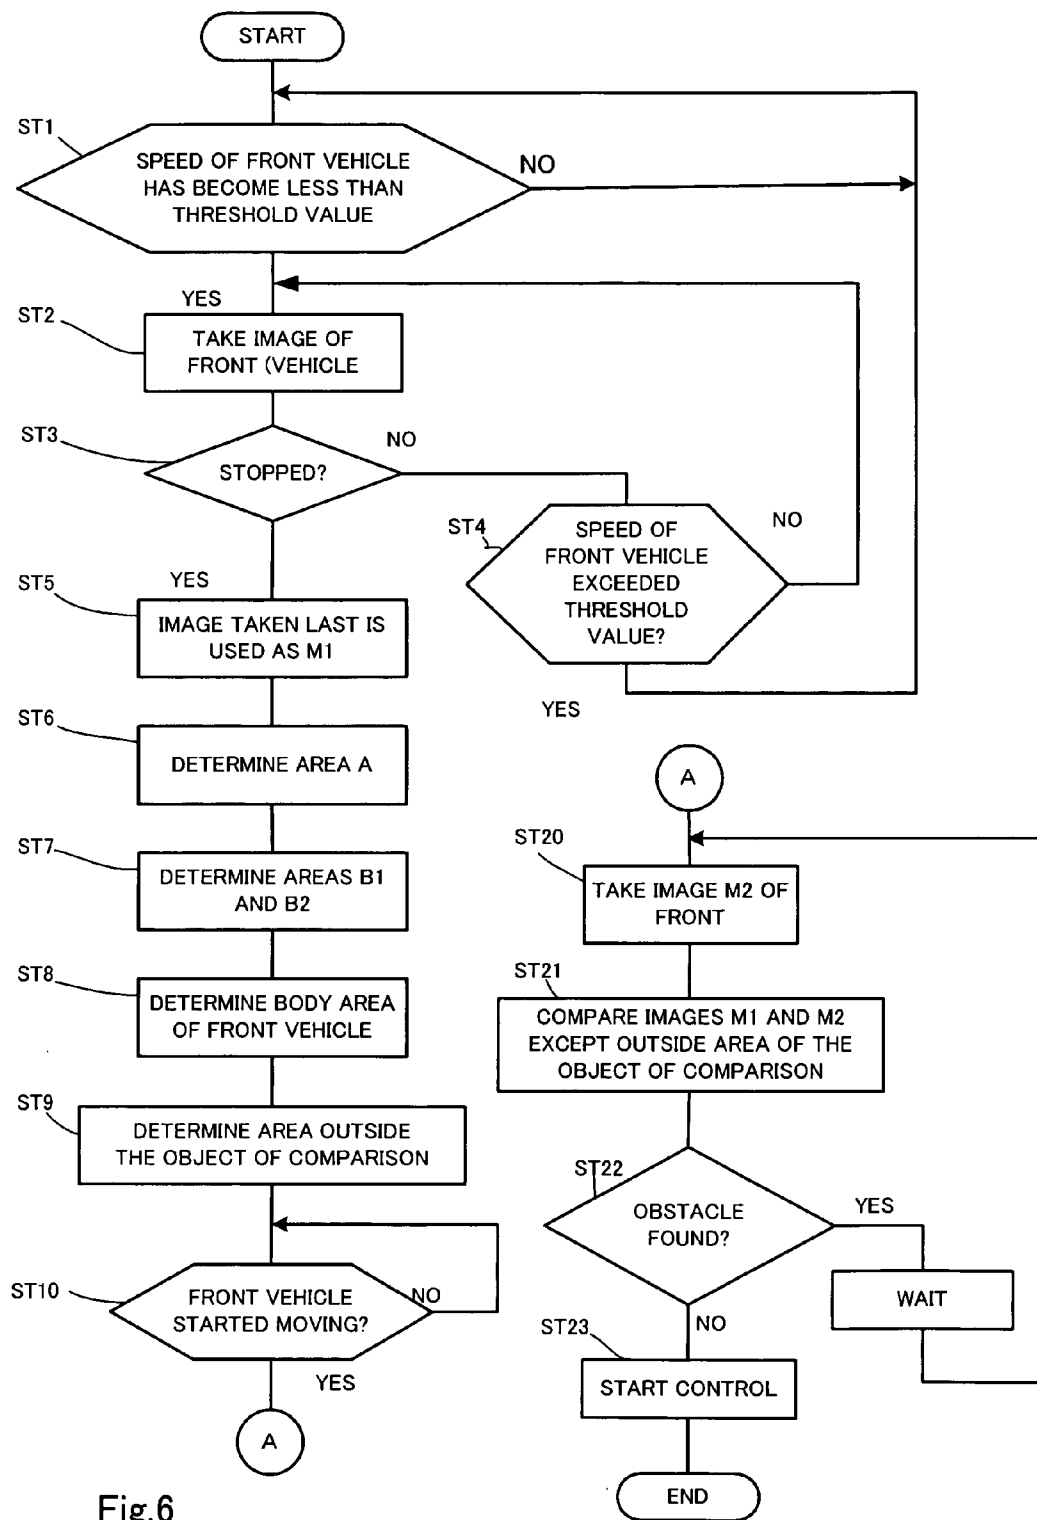 START
ST1
SPEED OF FRONT VEHICLE
HAS BECOME LESS THAN
THRESHOLD VALUE
NO
YES
ST2
TAKE IMAGE OF
FRONT (VEHICLE
ST3
STOPPED?
NO
ST4
SPEED OF
FRONT VEHICLE
EXCEEDED
THRESHOLD
VALUE?
NO
YES
YES
ST5
IMAGE TAKEN LAST IS
USED AS M1
ST6
DETERMINE AREA A
ST7
DETERMINE AREAS B1
AND B2
ST8
DETERMINE BODY AREA
OF FRONT VEHICLE
ST9
DETERMINE AREA OUTSIDE
THE OBJECT OF COMPARISON
ST10
FRONT VEHICLE
STARTED MOVING?
NO
YES
A
A
ST20
TAKE IMAGE M2 OF
FRONT
ST21
COMPARE IMAGES M1 AND M2
EXCEPT OUTSIDE AREA OF THE
OBJECT OF COMPARISON
ST22
OBSTACLE
FOUND?
YES
WAIT
NO
ST23
START CONTROL
END
Fig.6